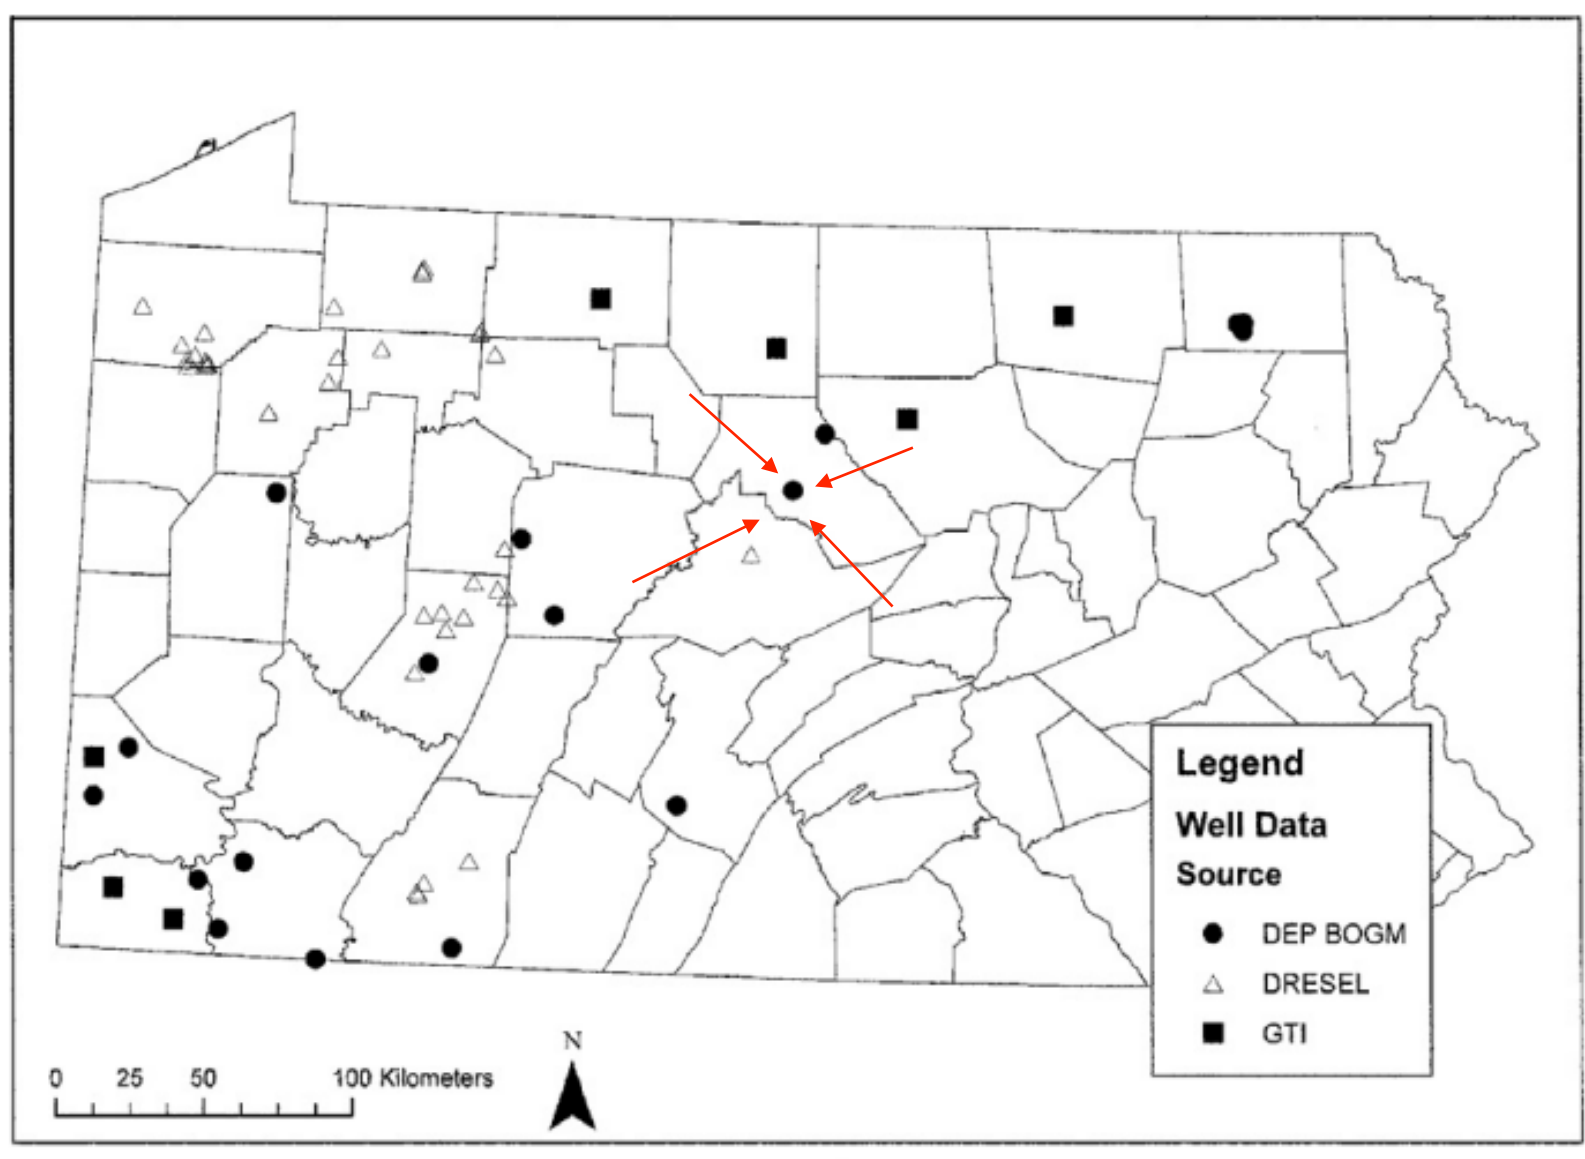 Legend
Well Data
Source
DEP BOGM
DRESEL
GTI
N
0 25 50 100 Kilometers